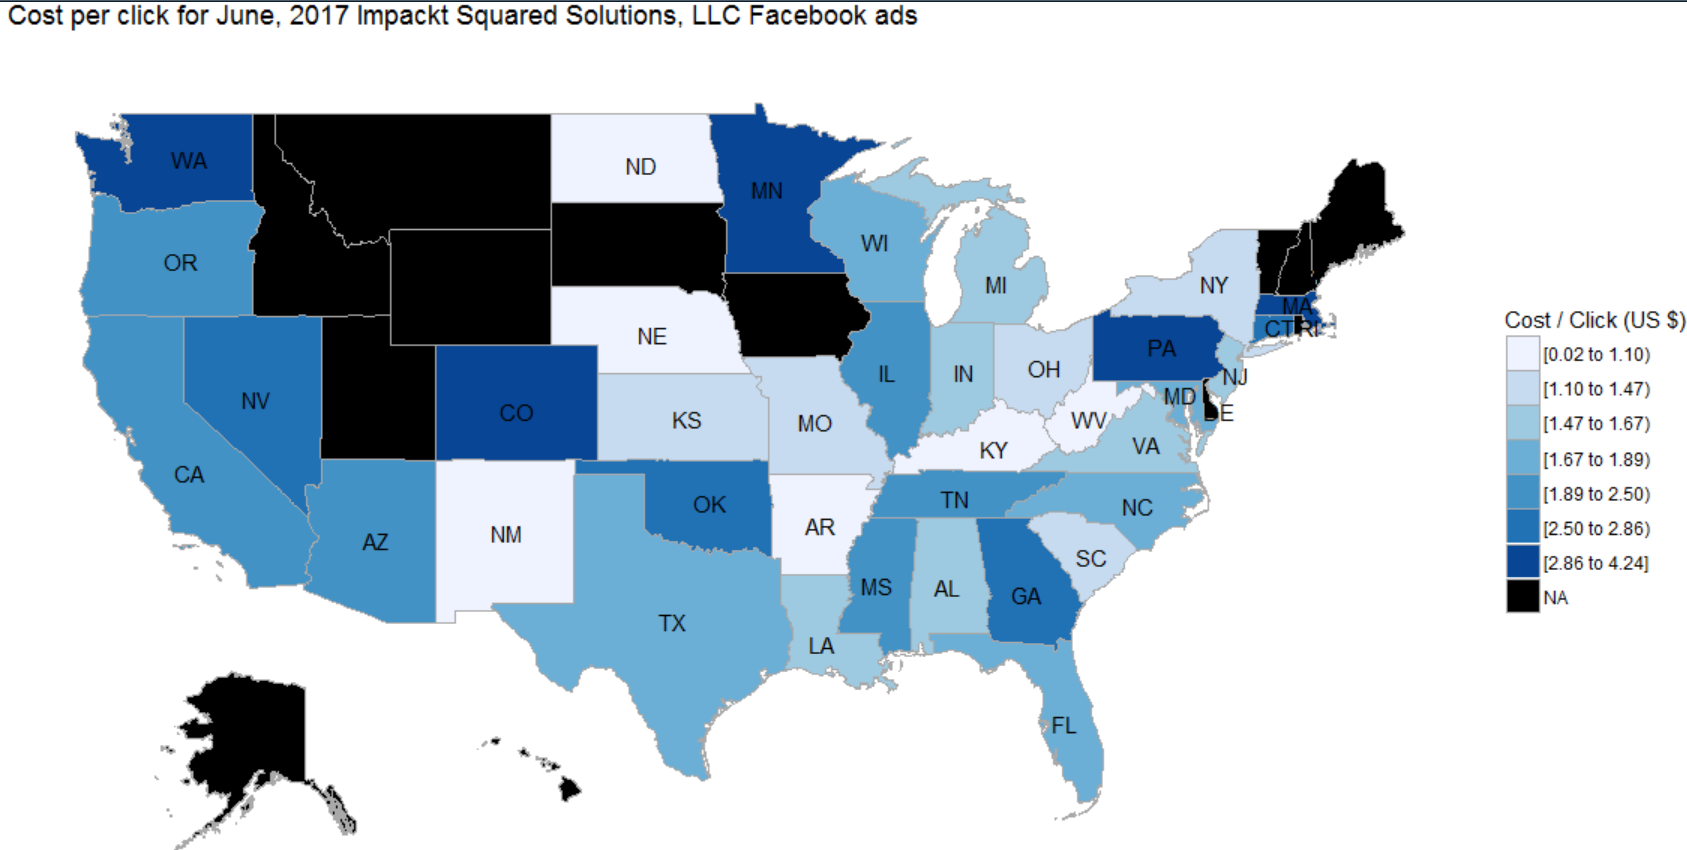 Cost per click for June, 2017 Impackt Squared Solutions, LLC Facebook ads
WA
ND
MN
OR
WI
MI
NY
MA
CT RI
NE
PA
NV
CO
IL
IN
OH
NJ
MD
DE
KS
MO
WV
KY
VA
CA
OK
TN
NC
AZ
NM
AR
SC
MS
AL
GA
TX
LA
FL
Cost / Click (US $)
[0.02 to 1.10)
[1.10 to 1.47)
[1.47 to 1.67)
[1.67 to 1.89)
[1.89 to 2.50)
[2.50 to 2.86)
[2.86 to 4.24]
NA